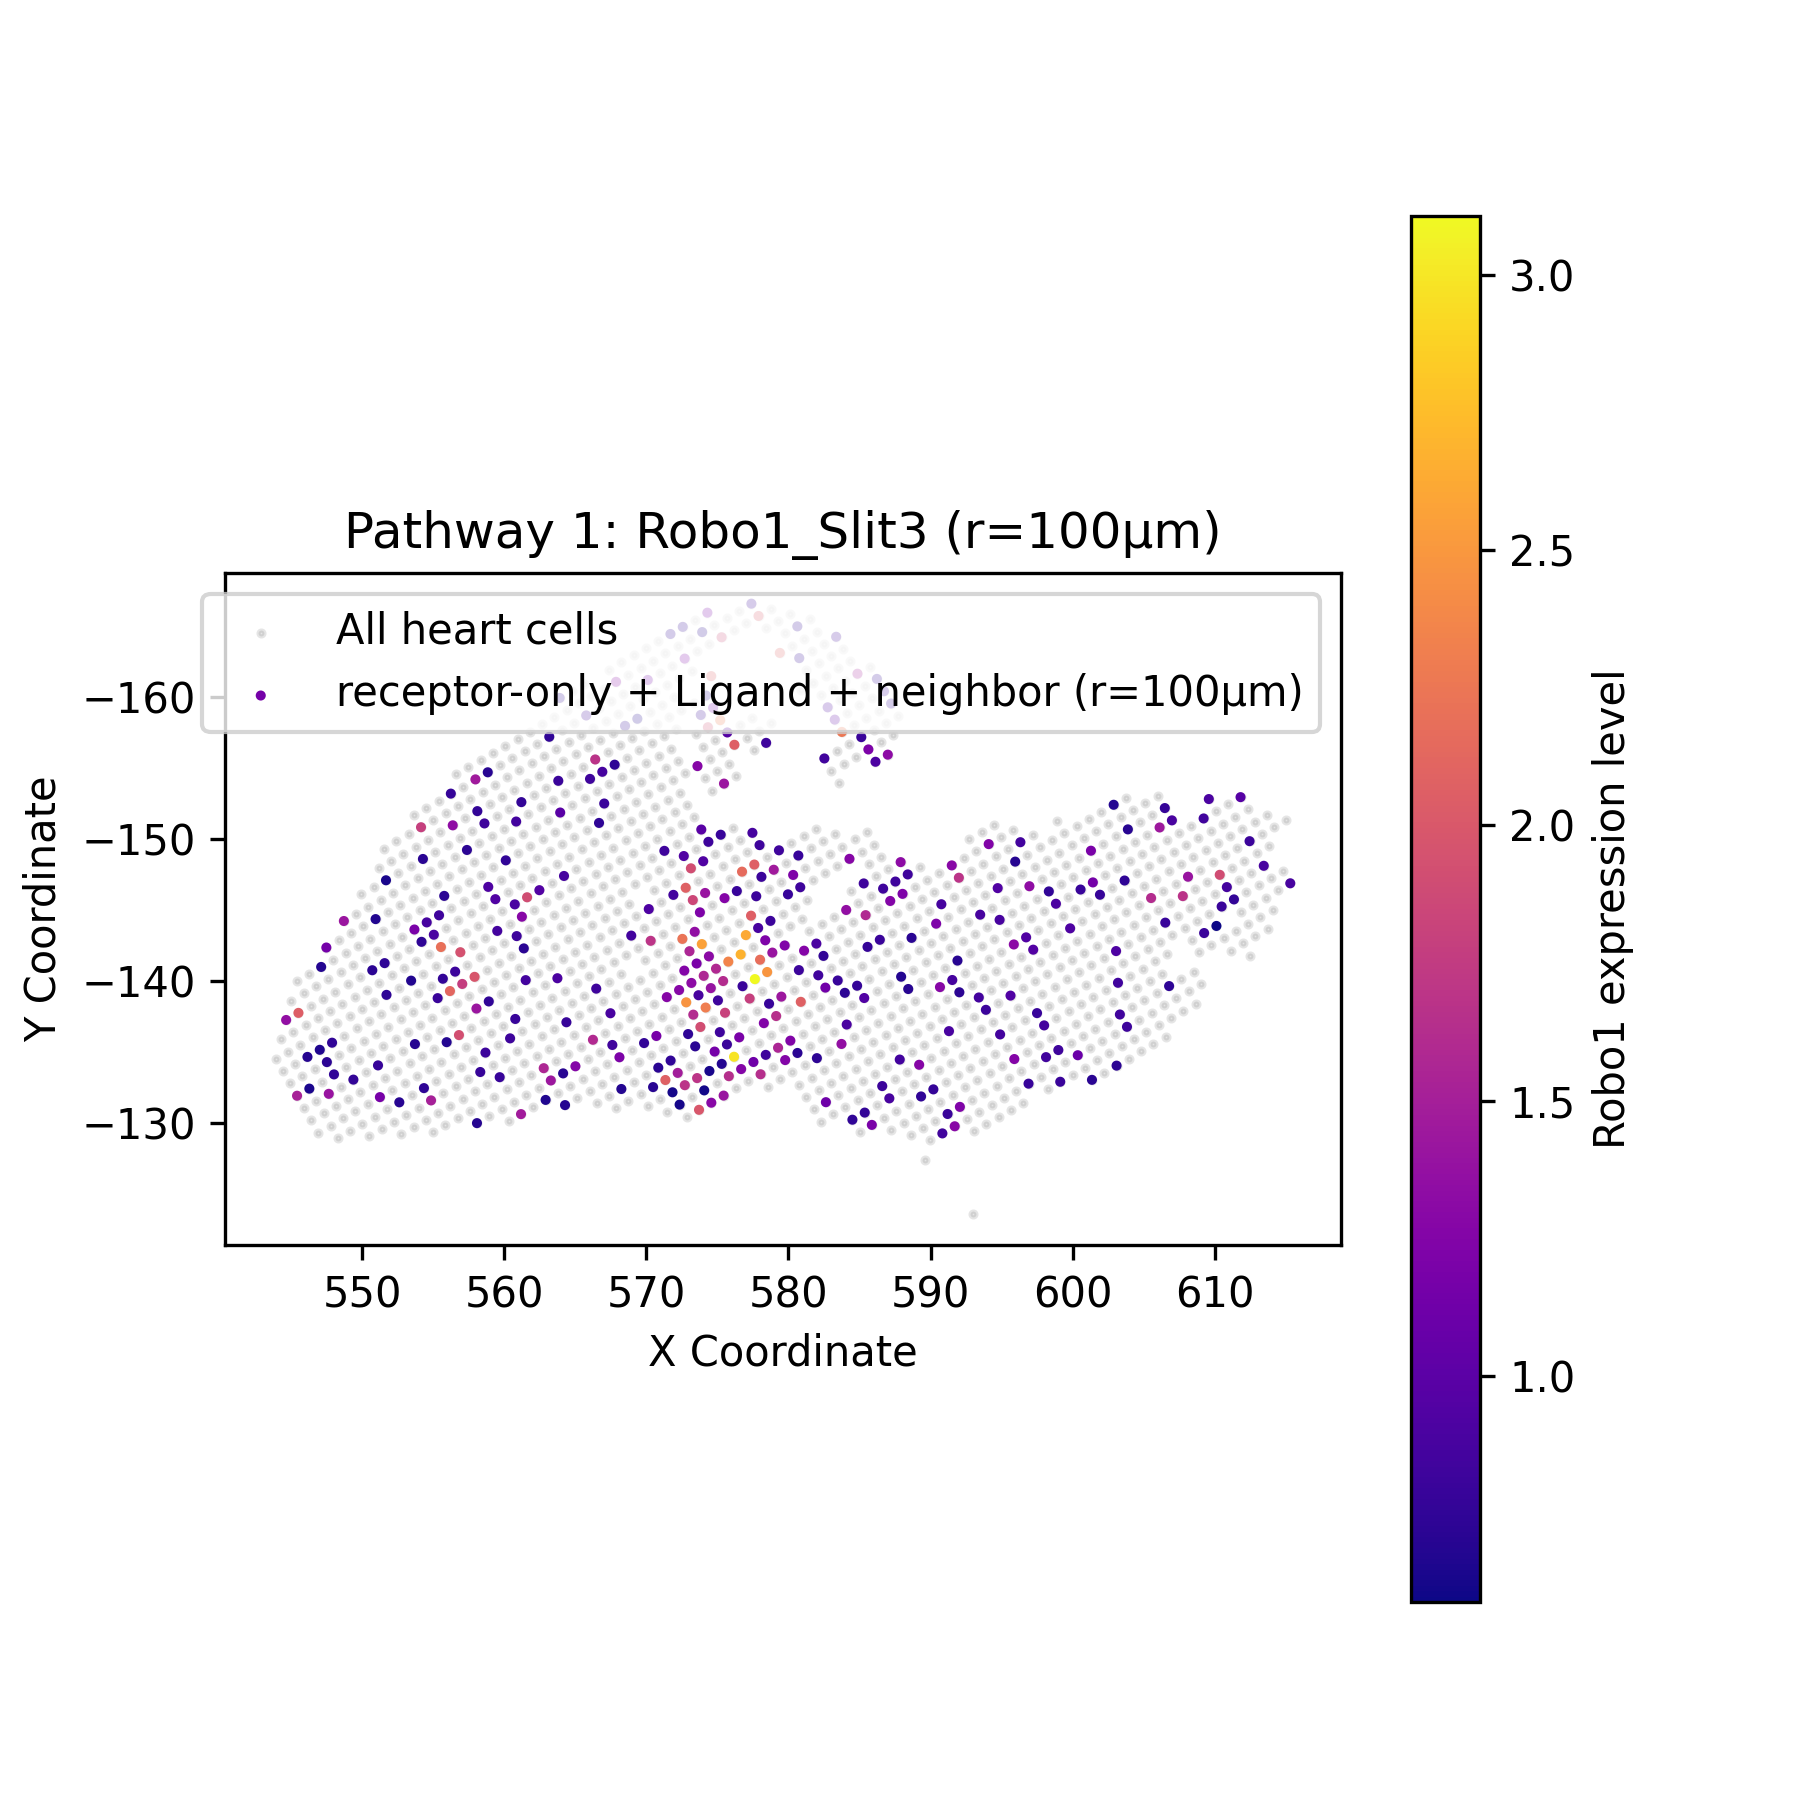 Pathway 1: Robo1_Slit3 (r=100µm)
All heart cells
receptor-only + Ligand + neighbor (r=100µm)
−160
−150
−140
−130
Y Coordinate
550 560 570 580 590 600 610
X Coordinate
3.0
2.5
2.0
1.5
1.0
Robo1 expression level